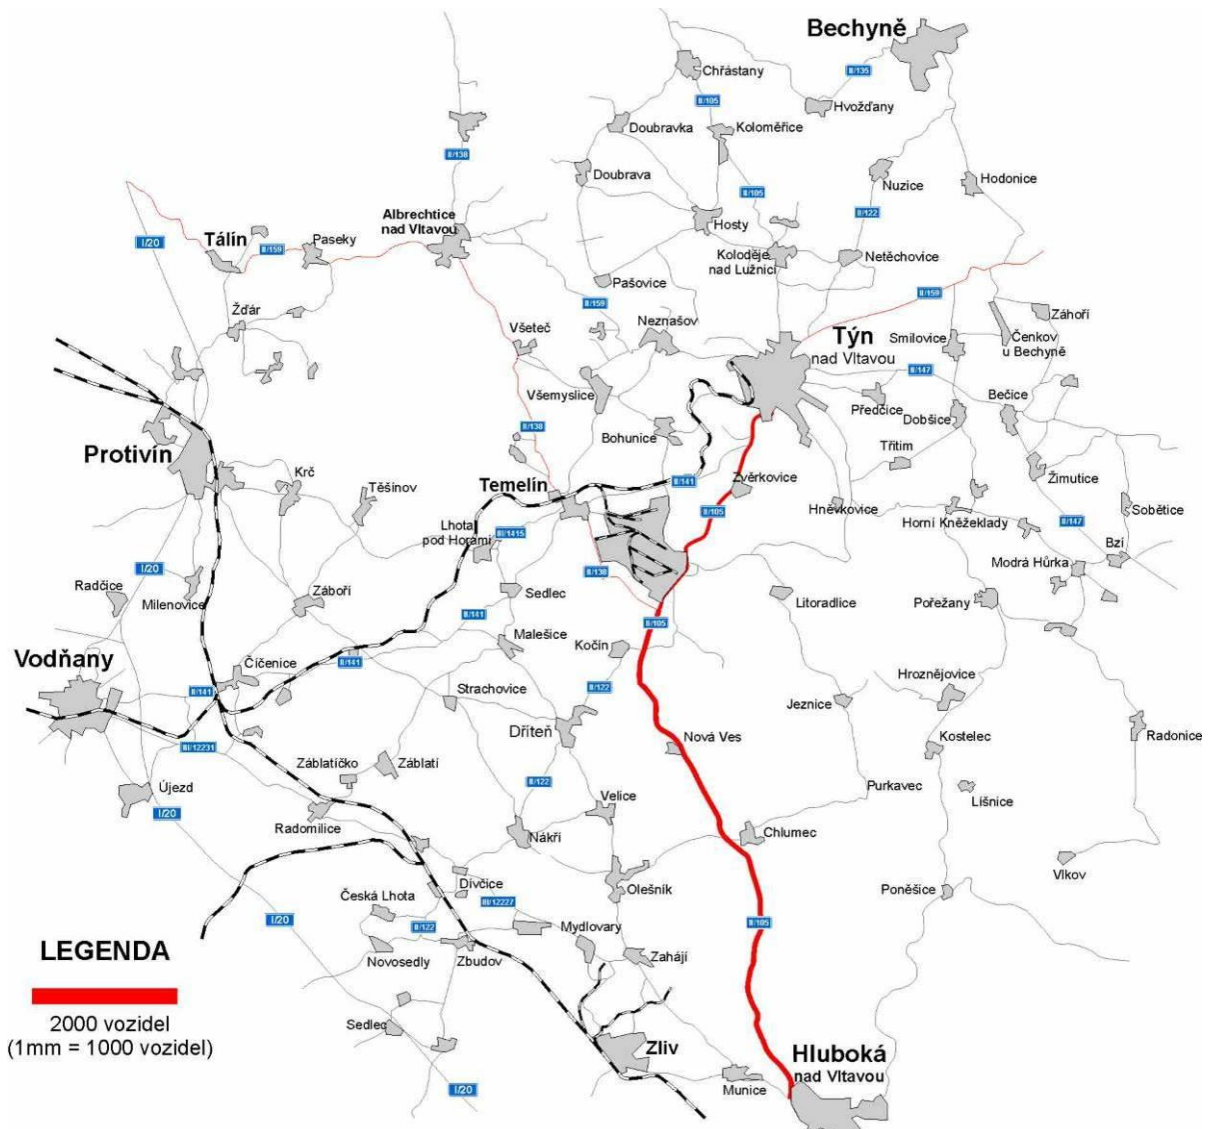 Bechyně
Chřástany
II/135
II/105
Hvožďany
Doubravka
Koloměřice
II/138
Doubrava
Nuzice
Hodonice
II/105
Albrechtice
nad Vltavou
II/122
Hosty
I/20
Tálín
II/159
Paseky
Koloděje
nad Lužnicí
Netěchovice
Pašovice
II/159
II/159
Žďár
Všeteč
Neznašov
Týn
nad Vltavou
Smilovice
Záhoří
Čenkov
u Bechyně
II/147
Všemyslice
Předčice
Dobšice
Bečice
II/138
Bohunice
Třitim
Protivín
Krč
Těšínov
Temelín
II/141
Zvěrkovice
Žimutice
Hněvkovice
II/105
Horní Kněžeklady
Sobětice
II/147
Lhota
pod Horami
III/1415
Bzí
Modrá Hůrka
I/20
II/138
Radčice
Milenovice
Záboří
Sedlec
Litoradlice
Pořežany
II/141
II/105
Malešice
Kočín
Vodňany
Číčenice
II/141
II/141
Strachovice
II/122
Hroznějovice
Jeznice
Dříteň
Nová Ves
Kostelec
Radonice
III/12231
Záblatíčko
Záblatí
II/122
Purkavec
Líšnice
Újezd
I/20
Velice
Radomilice
Nákří
Chlumec
Olešník
Vlkov
Poněšice
Dívčice
Česká Lhota
III/12227
I/20
II/122
Mydlovary
II/105
LEGENDA
Novosedly
Zbudov
Zahájí
2000 vozidel
(1mm = 1000 vozidel)
Sedlec
Zliv
Hluboká
nad Vltavou
I/20
Munice